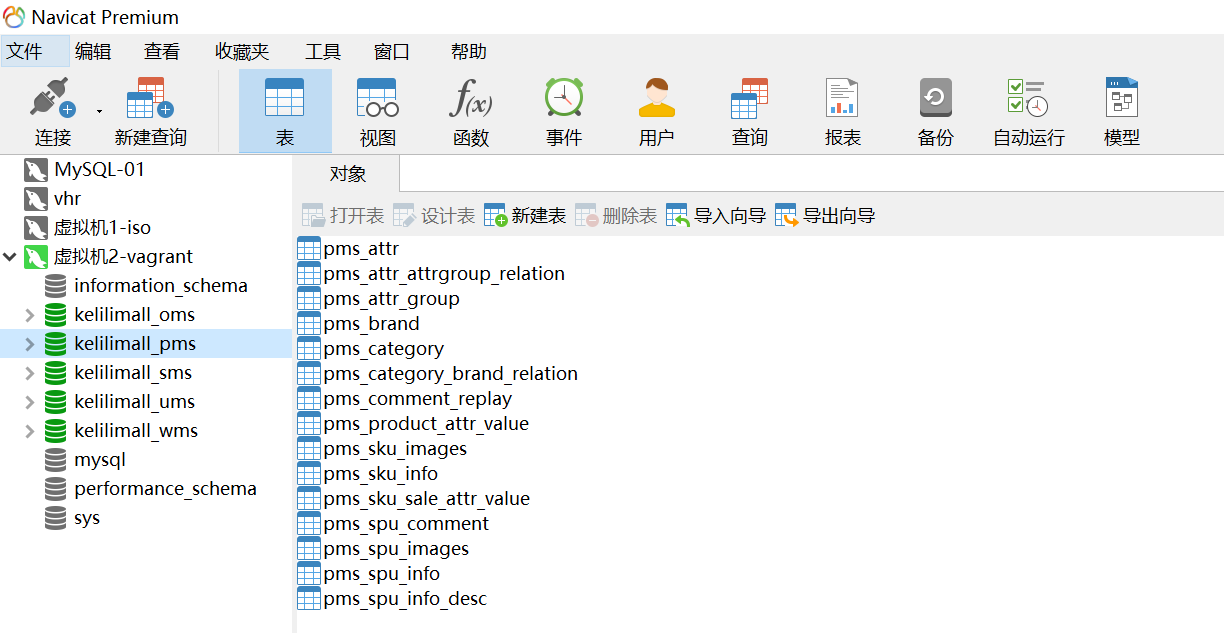 Navicat Premium
文件 编辑 查看 收藏夹 工具 窗口 帮助
连接 新建查询 表 视图 函数 事件 用户 查询 报表 备份 自动运行 模型
f(x)
MySQL-01
vhr
虚拟机1-iso
虚拟机2-vagrant
information_schema
kelilimall_oms
kelilimall_pms
kelilimall_sms
kelilimall_ums
kelilimall_wms
mysql
performance_schema
sys
对象
打开表 设计表 新建表 删除表 导入向导 导出向导
pms_attr
pms_attr_attrgroup_relation
pms_attr_group
pms_brand
pms_category
pms_category_brand_relation
pms_comment_replay
pms_product_attr_value
pms_sku_images
pms_sku_info
pms_sku_sale_attr_value
pms_spu_comment
pms_spu_images
pms_spu_info
pms_spu_info_desc